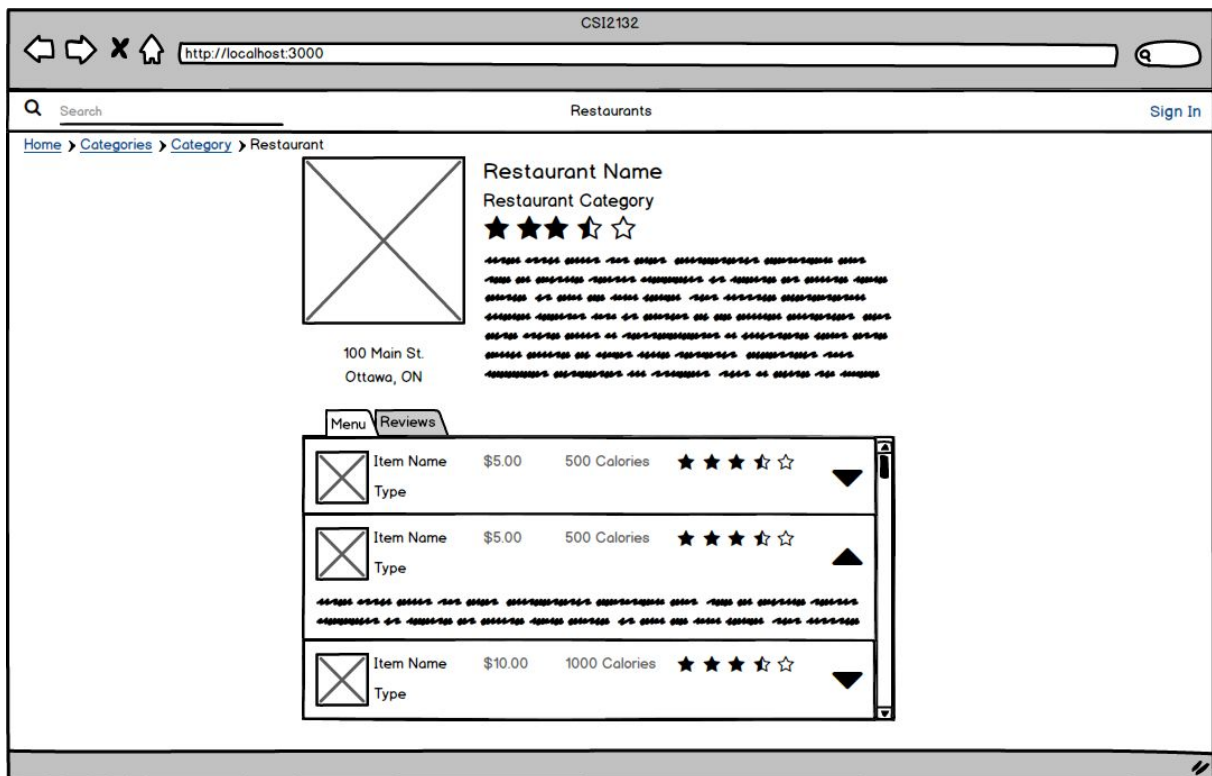 CSI2132
http://localhost:3000
Search Restaurants Sign In
Home Categories Category Restaurant
Restaurant Name
Restaurant Category
100 Main St.
Ottawa, ON
Menu Reviews
Item Name $5.00 500 Calories
Type
Item Name $5.00 500 Calories
Type
Item Name $10.00 1000 Calories
Type